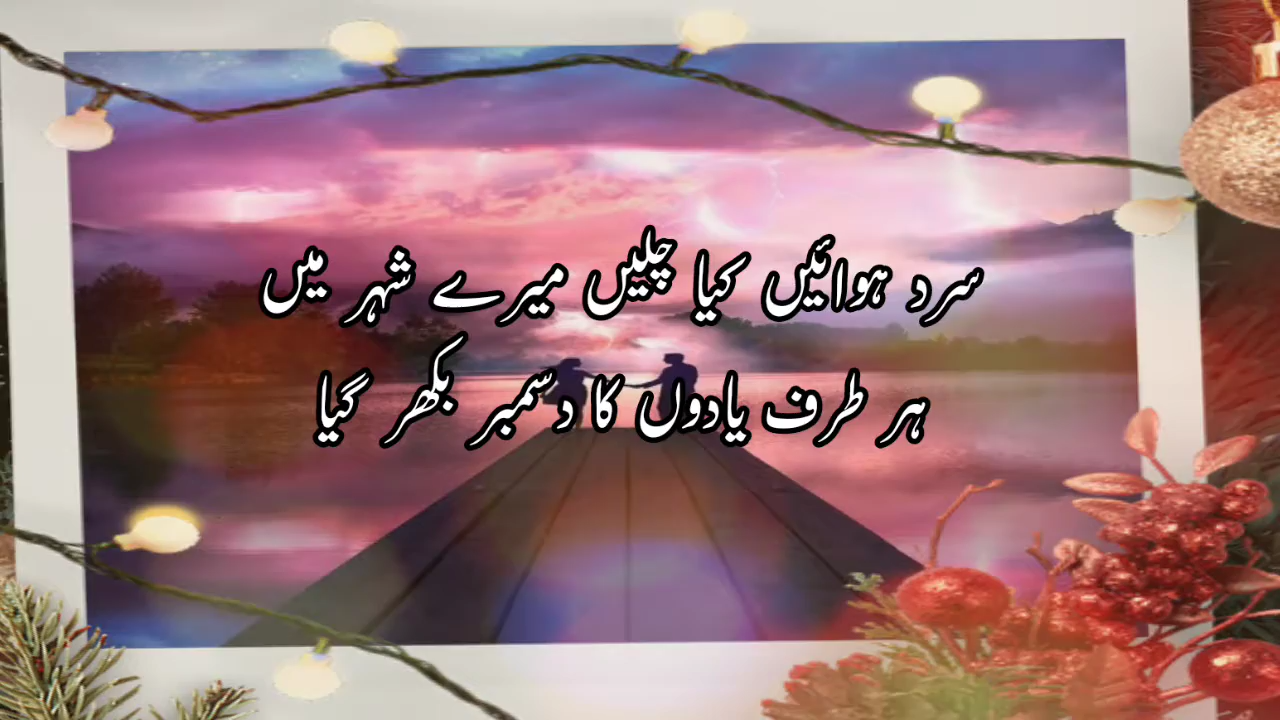 سرد ہوائیں کیا چلیں میرے شہر میں
ہر طرف یادوں کا دسمبر بکھر گیا